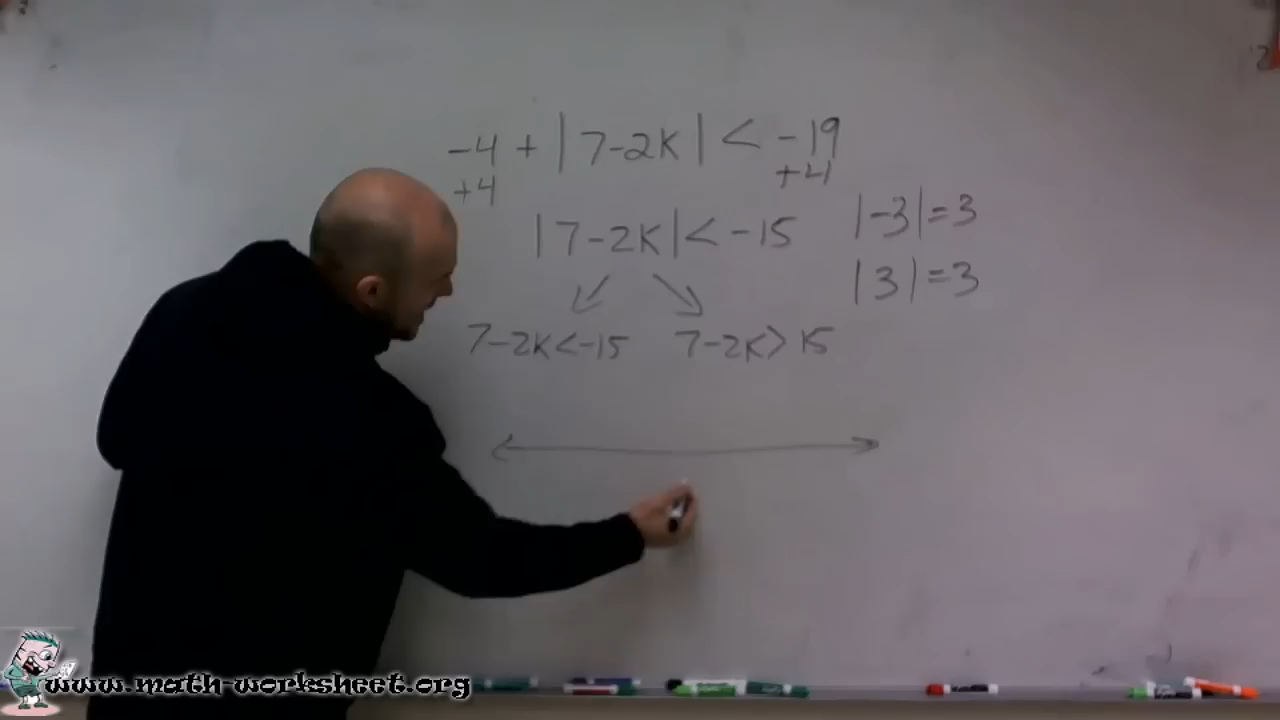 -4 + |7-2K| < -19
+4 +4
|7-2K| < -15
|-3|=3
|3|=3
7-2K<-15 7-2K>15
www.math-worksheet.org